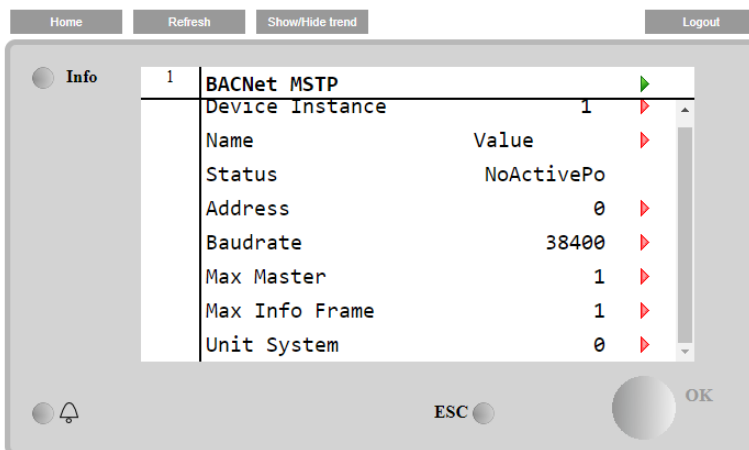 Home Refresh Show/Hide trend Logout
Info
1 BACNet MSTP
Device Instance 1
Name Value
Status NoActivePo
Address 0
Baudrate 38400
Max Master 1
Max Info Frame 1
Unit System 0
OK
ESC